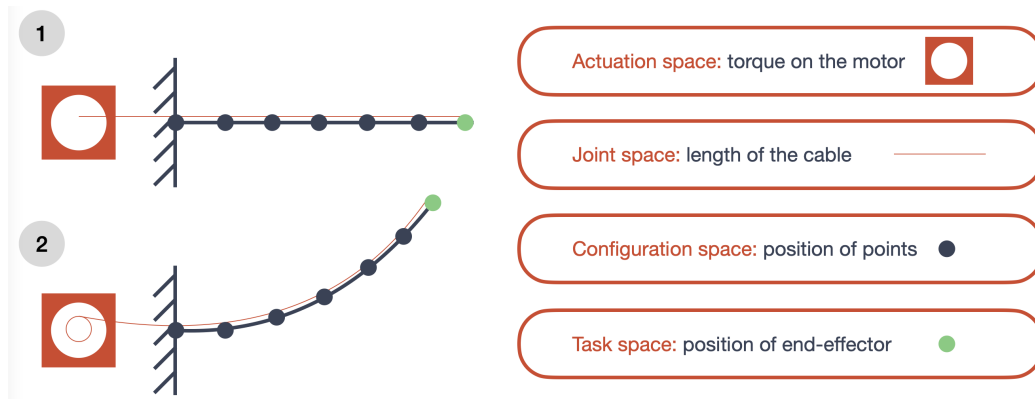 1
Actuation space: torque on the motor
Joint space: length of the cable
2
Configuration space: position of points
Task space: position of end-effector